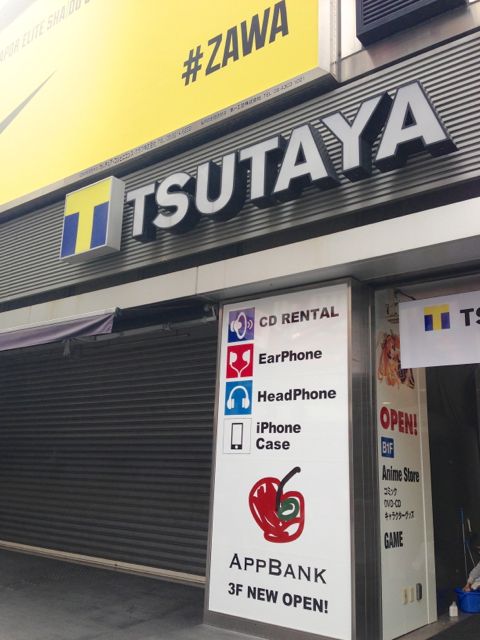 #ZAWA
TSUTAYA
CD RENTAL
EarPhone
HeadPhone
iPhone
Case
APPBANK
3F NEW OPEN!
TS
OPEN!
B1F
Anime Store
コミック
DVD・CD
キャラクターグッズ
GAME